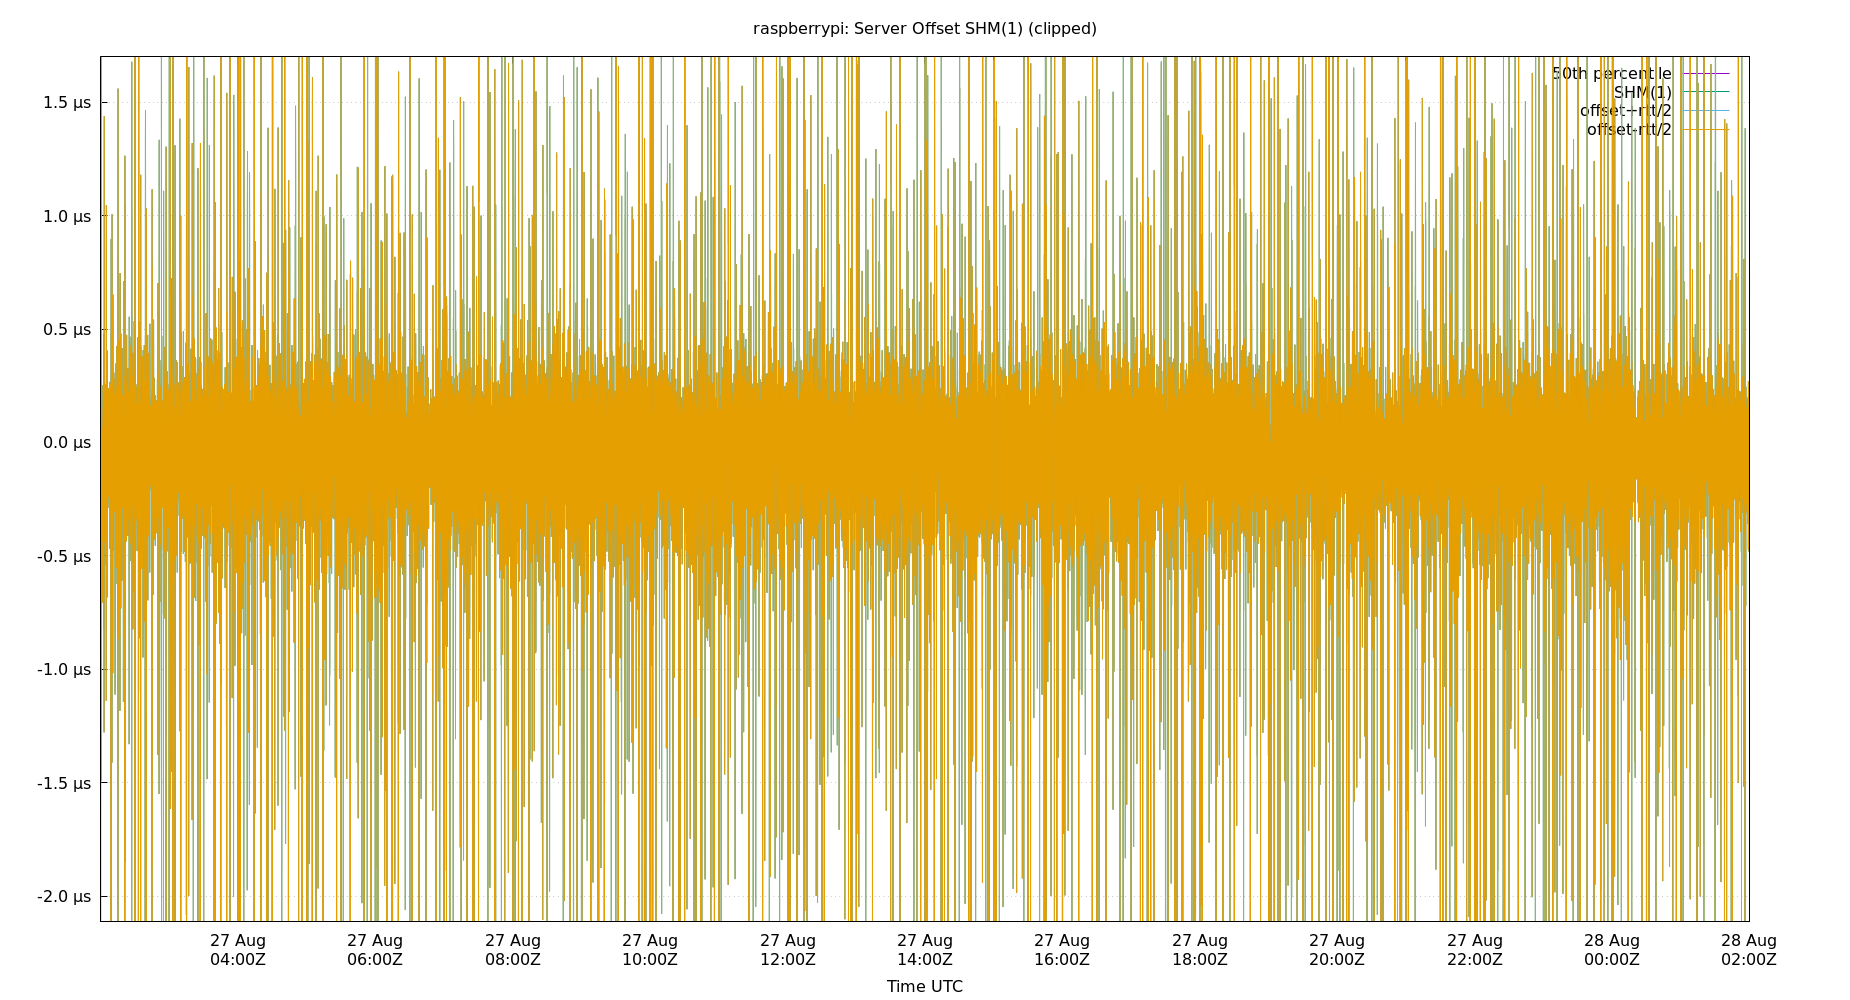 raspberrypi: Server Offset SHM(1) (clipped)
50th percentile
SHM(1)
offset+rtt/2
offset-rtt/2
1.5 µs
1.0 µs
0.5 µs
0.0 µs
-0.5 µs
-1.0 µs
-1.5 µs
-2.0 µs
27 Aug 27 Aug 27 Aug 27 Aug 27 Aug 27 Aug 27 Aug 27 Aug 27 Aug 27 Aug 28 Aug 28 Aug
04:00Z 06:00Z 08:00Z 10:00Z 12:00Z 14:00Z 16:00Z 18:00Z 20:00Z 22:00Z 00:00Z 02:00Z
Time UTC